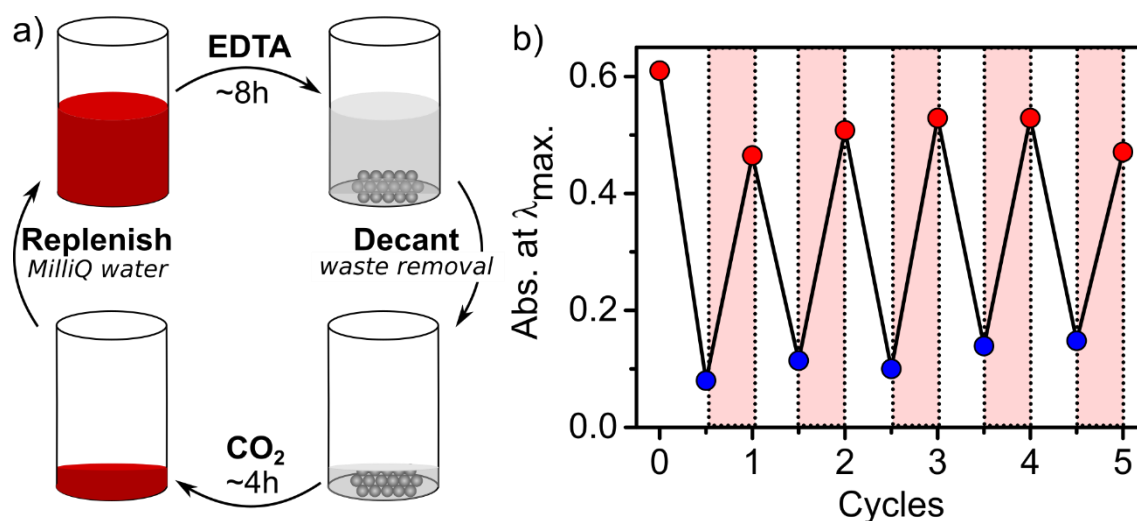 a)
EDTA
~8h
Replenish
MilliQ water
Decant
waste removal
CO₂
~4h
b)
Abs. at λmax.
0.6
0.4
0.2
0.0
0
1
2
3
4
5
Cycles